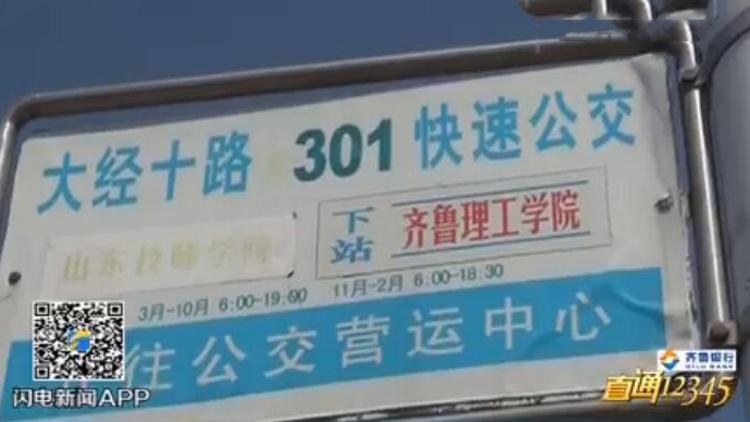 大经十路 301 快速公交
山东技师学院
下站 齐鲁理工学院
3月-10月 6:00-19:00 11月-2月 6:00-18:30
往公交营运中心
闪电新闻APP
齐鲁银行
QILU BANK
直通12345